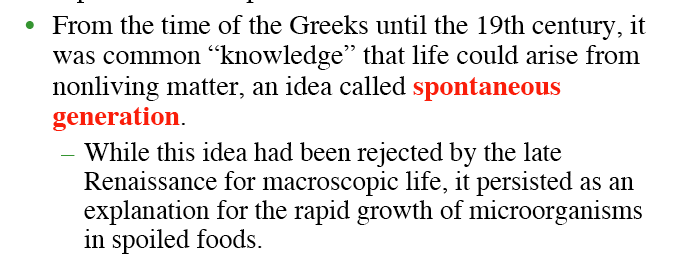 • From the time of the Greeks until the 19th century, it
was common “knowledge” that life could arise from
nonliving matter, an idea called spontaneous
generation.
– While this idea had been rejected by the late
Renaissance for macroscopic life, it persisted as an
explanation for the rapid growth of microorganisms
in spoiled foods.